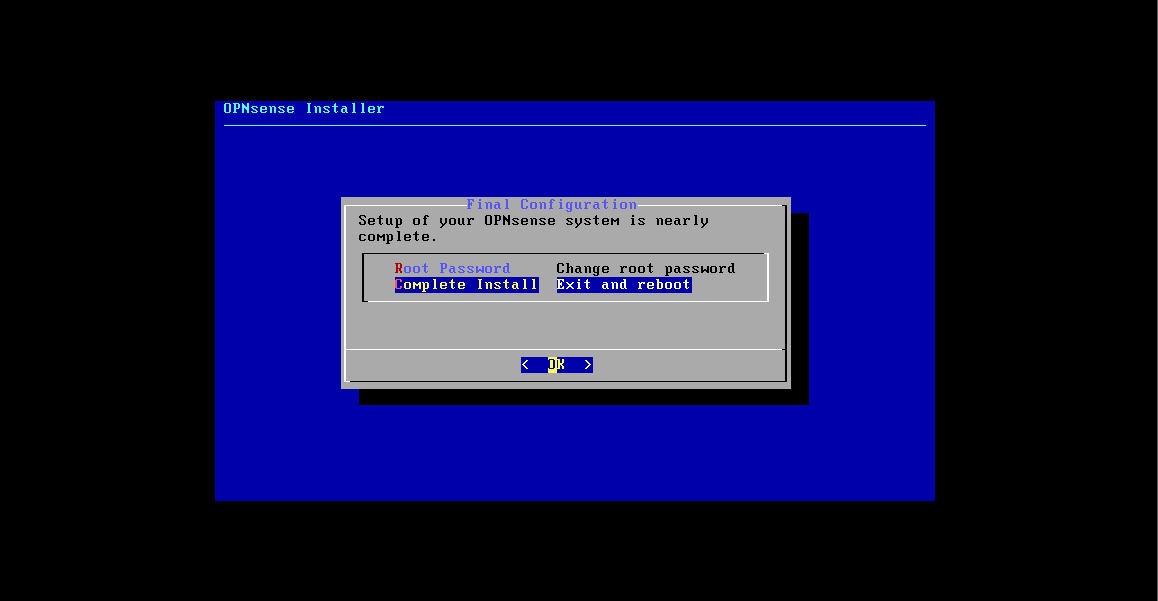 OPNsense Installer
Final Configuration
Setup of your OPNsense system is nearly
complete.
Root Password Change root password
Complete Install Exit and reboot
< OK >